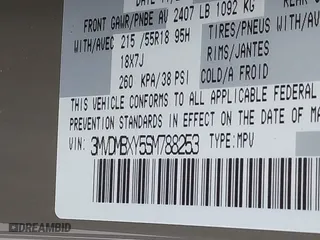 DATE
FRONT GAWR/PNBE AV 2407 LB 1092 KG
WITH/AVEC 215 /55R18 95H TIRES/PNEUS WITH/A
18X7J RIMS/JANTES
260 KPA/38 PSI COLD/A FROID
THIS VEHICLE CONFORMS TO ALL APPLICABLE FEDERAL
PREVENTION STANDARDS IN EFFECT ON THE DATE OF MA
VIN: 3MVDMBXY5SM788253 TYPE: MPV
DREAMBID